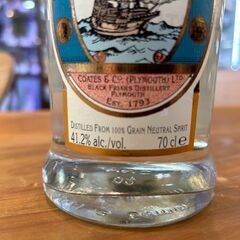 COATES & CO. (PLYMOUTH) LTD.
BLACK FRIARS DISTILLERY
PLYMOUTH
EST. 1793
DISTILLED FROM 100% GRAIN NEUTRAL SPIRIT
41.2% alc./vol. 70 cl e